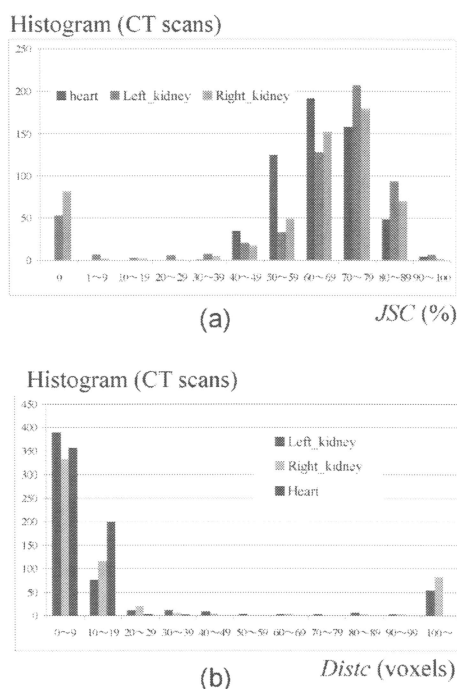 Histogram (CT scans)
250
200
150
100
50
0
heart Left_kidney Right_kidney
0 1~9 10~19 20~29 30~39 40~49 50~59 60~69 70~79 80~89 90~100
(a) JSC (%)
Histogram (CT scans)
450
400
350
300
250
200
150
100
50
0
Left_kidney
Right_kidney
Heart
0~9 10~19 20~29 30~39 40~49 50~59 60~69 70~79 80~89 90~99 100~
(b) Distc (voxels)